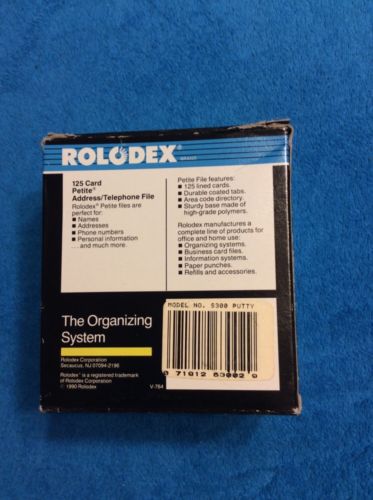 ROLODEX® BRAND
125 Card
Petite®
Address/Telephone File
Rolodex® Petite files are
perfect for:
■ Names
■ Addresses
■ Phone numbers
■ Personal information
... and much more.
Petite File features:
■ 125 lined cards.
■ Durable coated tabs.
■ Area code directory.
■ Sturdy base made of
high-grade polymers.
Rolodex manufactures a
complete line of products for
office and home use:
■ Organizing systems.
■ Business card files.
■ Information systems.
■ Paper punches.
■ Refills and accessories.
The Organizing
System
Rolodex Corporation
Secaucus, NJ 07094-2196
Rolodex® is a registered trademark
of Rolodex Corporation
© 1990 Rolodex
V-764
MODEL NO. 5300 PUTTY
0 71912 53002 9